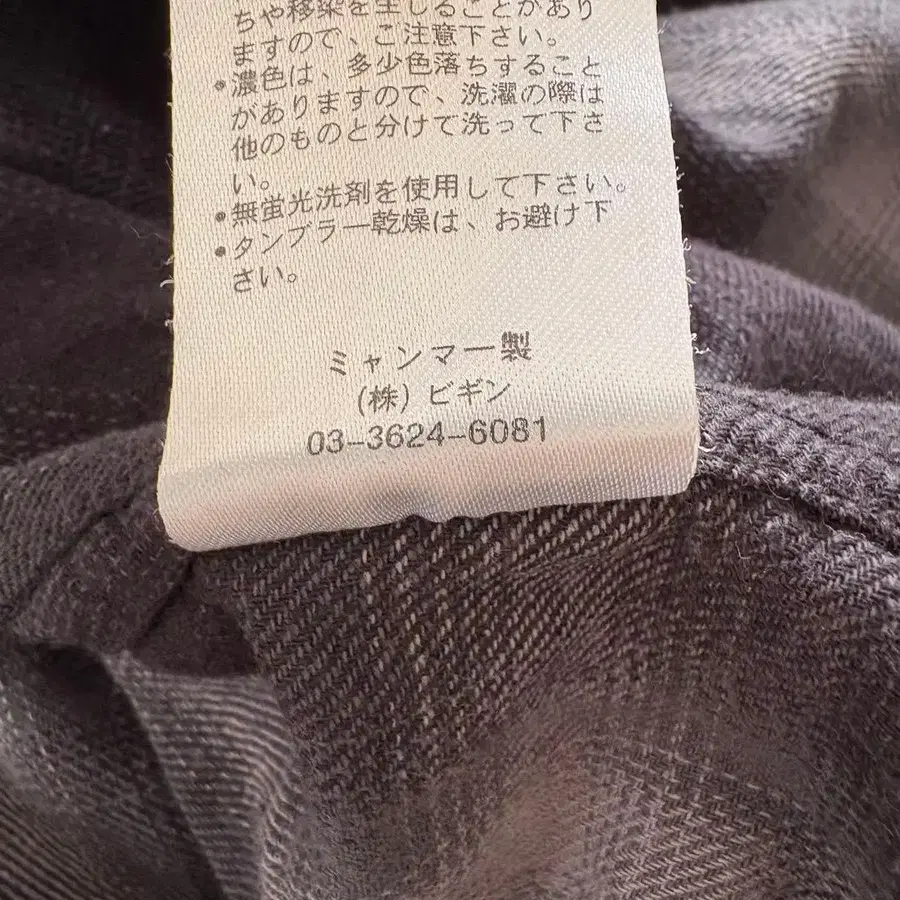 ちや移染を生じることがあり
ますので、ご注意下さい。
•濃色は、多少色落ちすること
がありますので、洗濯の際は
他のものと分けて洗って下さ
い。
•無蛍光洗剤を使用して下さい。
•タンブラー乾燥は、お避け下
さい。
ミャンマー製
(株) ビギン
03-3624-6081